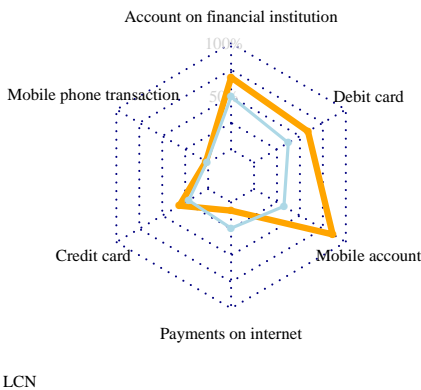 Account on financial institution
100%
50
Mobile phone transaction
Debit card
Credit card
Mobile account
Payments on internet
LCN